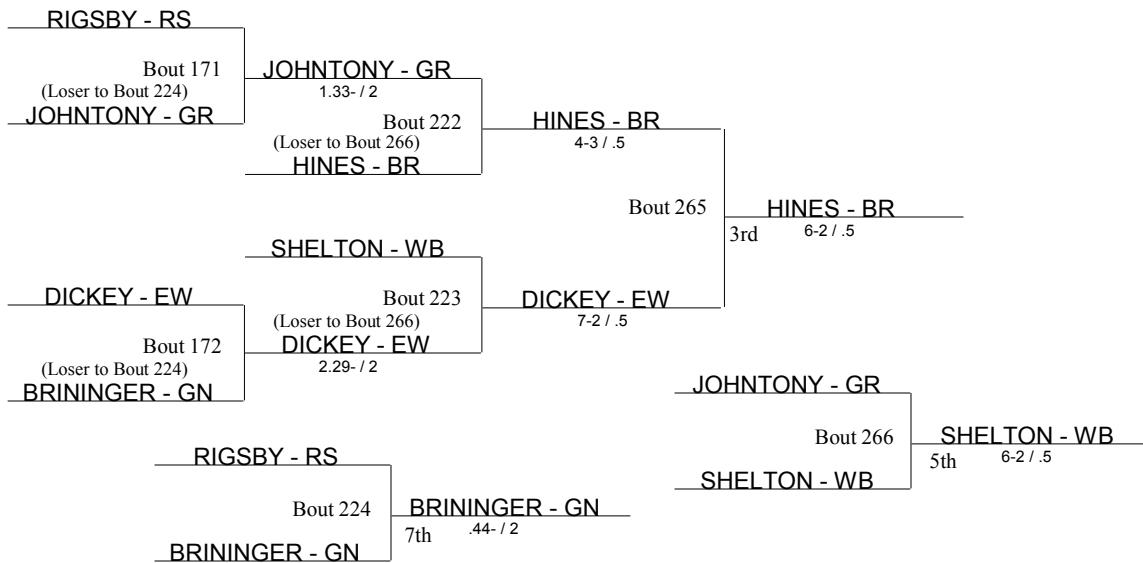 RIGSBY - RS
Bout 171
(Loser to Bout 224)
JOHNTONY - GR
JOHNTONY - GR
1.33- / 2
Bout 222
(Loser to Bout 266)
HINES - BR
HINES - BR
4-3 / .5
Bout 265
HINES - BR
3rd
6-2 / .5
SHELTON - WB
Bout 223
(Loser to Bout 266)
DICKEY - EW
7-2 / .5
DICKEY - EW
Bout 172
(Loser to Bout 224)
BRININGER - GN
DICKEY - EW
2.29- / 2
JOHNTONY - GR
Bout 266
SHELTON - WB
SHELTON - WB
5th
6-2 / .5
RIGSBY - RS
Bout 224
BRININGER - GN
BRININGER - GN
7th
.44- / 2